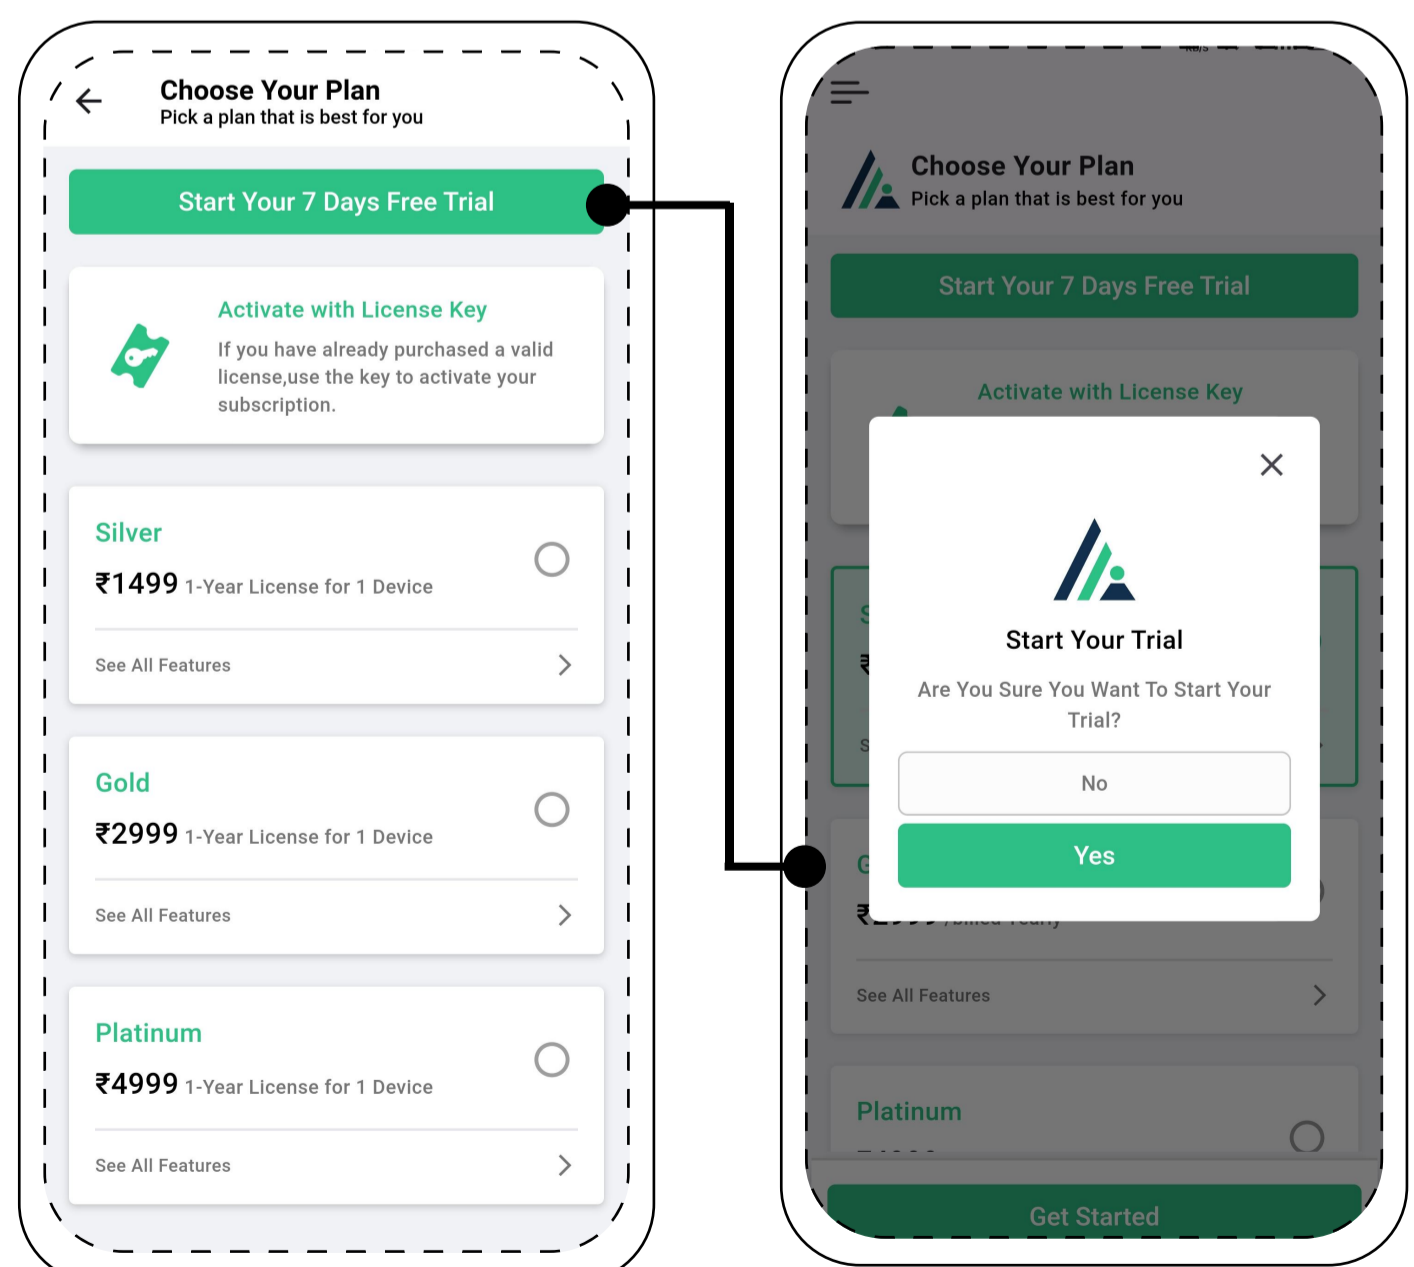 Choose Your Plan
Pick a plan that is best for you
Start Your 7 Days Free Trial
Activate with License Key
If you have already purchased a valid
license,use the key to activate your
subscription.
Silver
₹1499 1-Year License for 1 Device
See All Features
Gold
₹2999 1-Year License for 1 Device
See All Features
Platinum
₹4999 1-Year License for 1 Device
See All Features
Choose Your Plan
Pick a plan that is best for you
Start Your 7 Days Free Trial
Activate with License Key
Start Your Trial
Are You Sure You Want To Start Your
Trial?
No
Yes
₹2999 /billed Yearly
See All Features
Platinum
Get Started